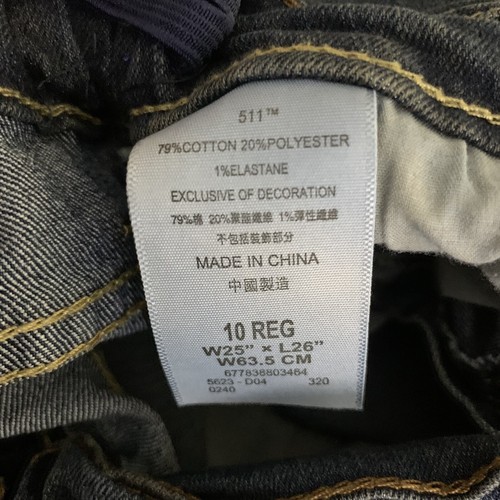 511™
79%COTTON 20%POLYESTER
1%ELASTANE
EXCLUSIVE OF DECORATION
79%棉 20%聚酯纖維 1%彈性纖維
不包括裝飾部分
MADE IN CHINA
中國製造
10 REG
W25" × L26"
W63.5 CM
677838803484
5623 - D04 320
0240